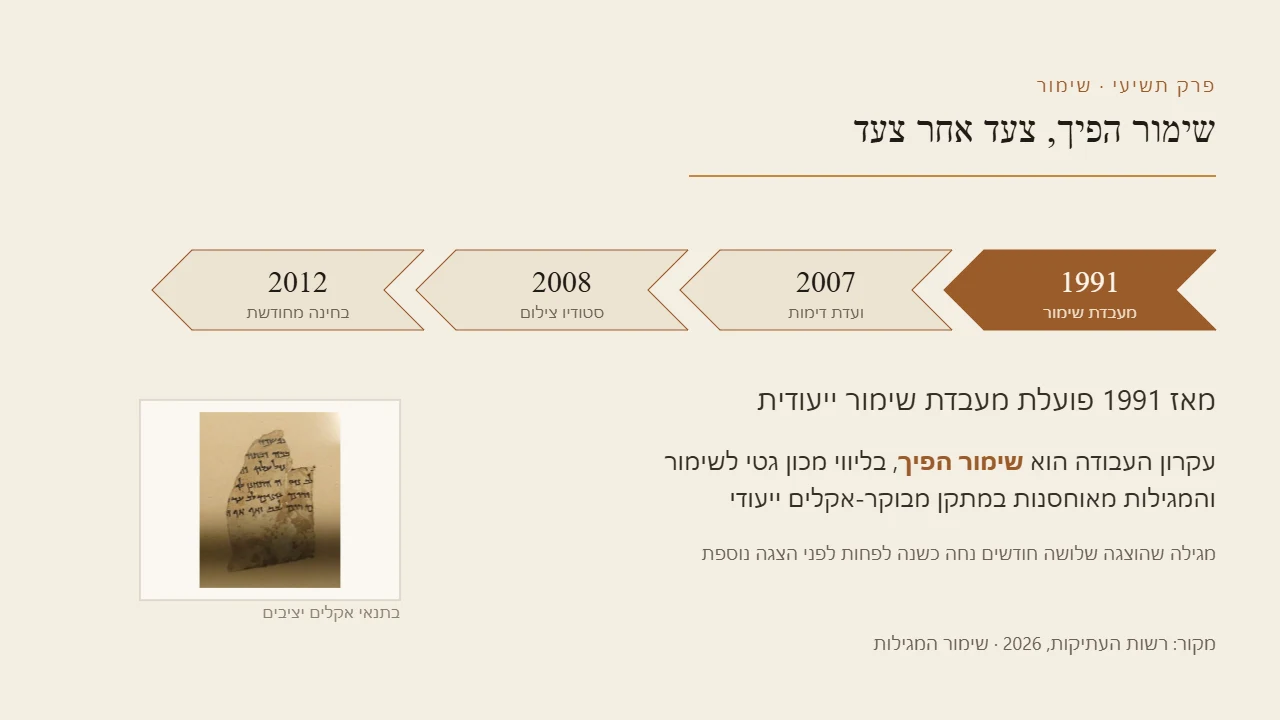 פרק תשיעי · שימור
שימור הפיך, צעד אחר צעד
1991
מעבדת שימור
2007
ועדת דימות
2008
סטודיו צילום
2012
בחינה מחודשת
מאז 1991 פועלת מעבדת שימור ייעודית
עקרון העבודה הוא שימור הפיך, בליווי מכון גטי לשימור
והמגילות מאוחסנות במתקן מבוקר-אקלים ייעודי
מגילה שהוצגה שלושה חודשים נחה כשנה לפחות לפני הצגה נוספת
בתנאי אקלים יציבים
מקור: רשות העתיקות, 2026 · שימור המגילות